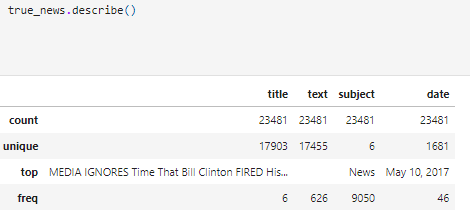 true_news.describe()
title text subject date
count 23481 23481 23481 23481
unique 17903 17455 6 1681
top MEDIA IGNORES Time That Bill Clinton FIRED His... News May 10, 2017
freq 6 626 9050 46